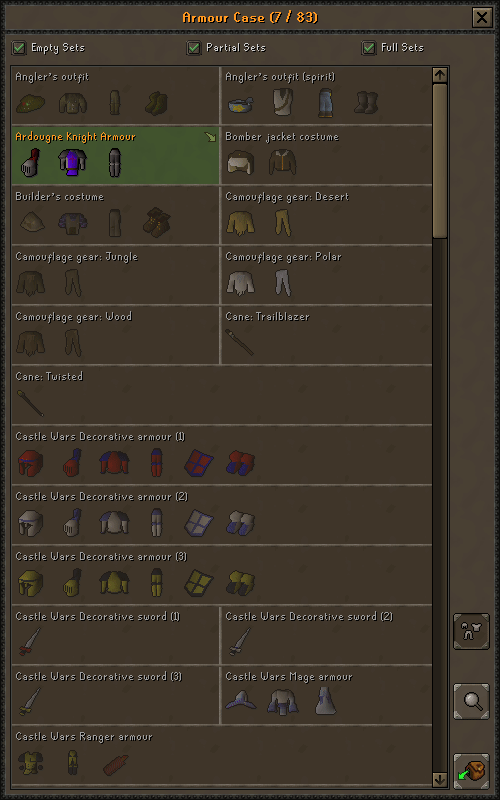 Armour Case (7 / 83)
Empty Sets
Partial Sets
Full Sets
Angler's outfit
Angler's outfit (spirit)
Ardougne Knight Armour
Bomber jacket costume
Builder's costume
Camouflage gear: Desert
Camouflage gear: Jungle
Camouflage gear: Polar
Camouflage gear: Wood
Cane: Trailblazer
Cane: Twisted
Castle Wars Decorative armour (1)
Castle Wars Decorative armour (2)
Castle Wars Decorative armour (3)
Castle Wars Decorative sword (1)
Castle Wars Decorative sword (2)
Castle Wars Decorative sword (3)
Castle Wars Mage armour
Castle Wars Ranger armour